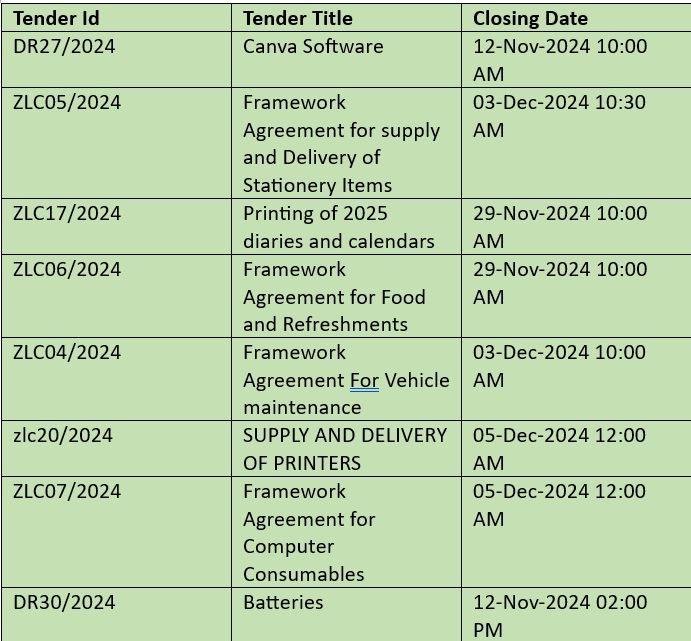 Tender Id Tender Title Closing Date
DR27/2024 Canva Software 12-Nov-2024 10:00
AM
ZLC05/2024 Framework 03-Dec-2024 10:30
Agreement for supply AM
and Delivery of
Stationery Items
ZLC17/2024 Printing of 2025 29-Nov-2024 10:00
diaries and calendars AM
ZLC06/2024 Framework 29-Nov-2024 10:00
Agreement for Food AM
and Refreshments
ZLC04/2024 Framework 03-Dec-2024 10:00
Agreement For Vehicle AM
maintenance
zlc20/2024 SUPPLY AND DELIVERY 05-Dec-2024 12:00
OF PRINTERS AM
ZLC07/2024 Framework 05-Dec-2024 12:00
Agreement for AM
Computer
Consumables
DR30/2024 Batteries 12-Nov-2024 02:00
PM